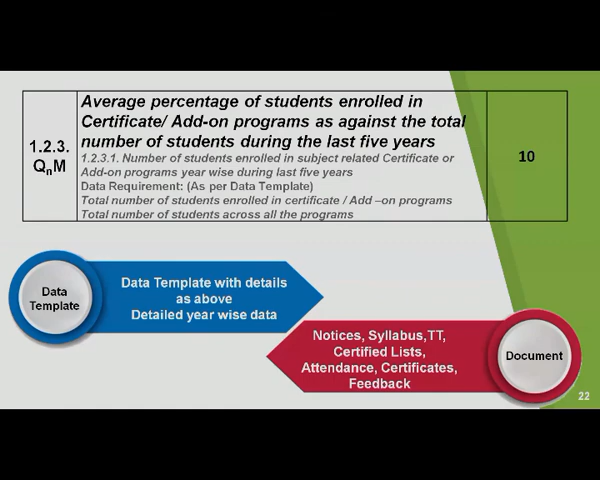 1.2.3.
QnM
Average percentage of students enrolled in
Certificate/ Add-on programs as against the total
number of students during the last five years
1.2.3.1. Number of students enrolled in subject related Certificate or
Add-on programs year wise during last five years
Data Requirement: (As per Data Template)
Total number of students enrolled in certificate / Add –on programs
Total number of students across all the programs
10
Data
Template
Data Template with details
as above
Detailed year wise data
Notices, Syllabus,TT,
Certified Lists,
Attendance, Certificates,
Feedback
Document
22